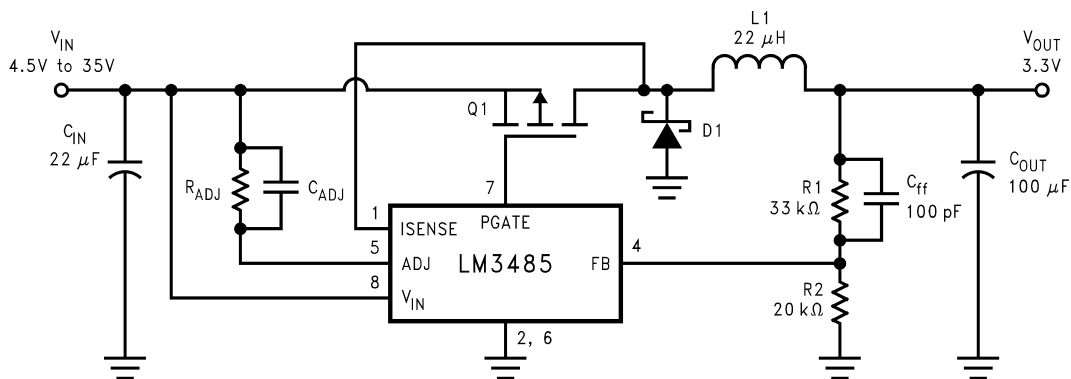 V_IN
4.5V to 35V
L1
22 μH
V_OUT
3.3V
Q1
D1
C_IN
22 μF
R_ADJ
C_ADJ
7
PGATE
1
ISENSE
5
ADJ
8
V_IN
LM3485
FB
4
2, 6
R1
33 kΩ
C_ff
100 pF
C_OUT
100 μF
R2
20 kΩ